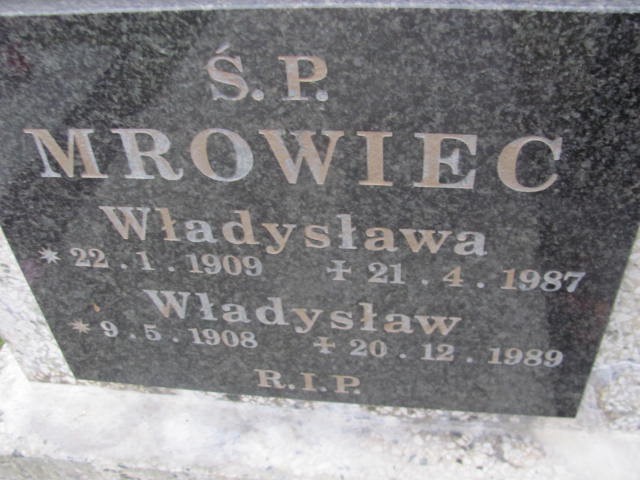 Ś. P.
MROWIEC
Władysława
* 22.1.1909 + 21.4.1987
Władysław
* 9.5.1908 + 20.12.1989
R.I.P.